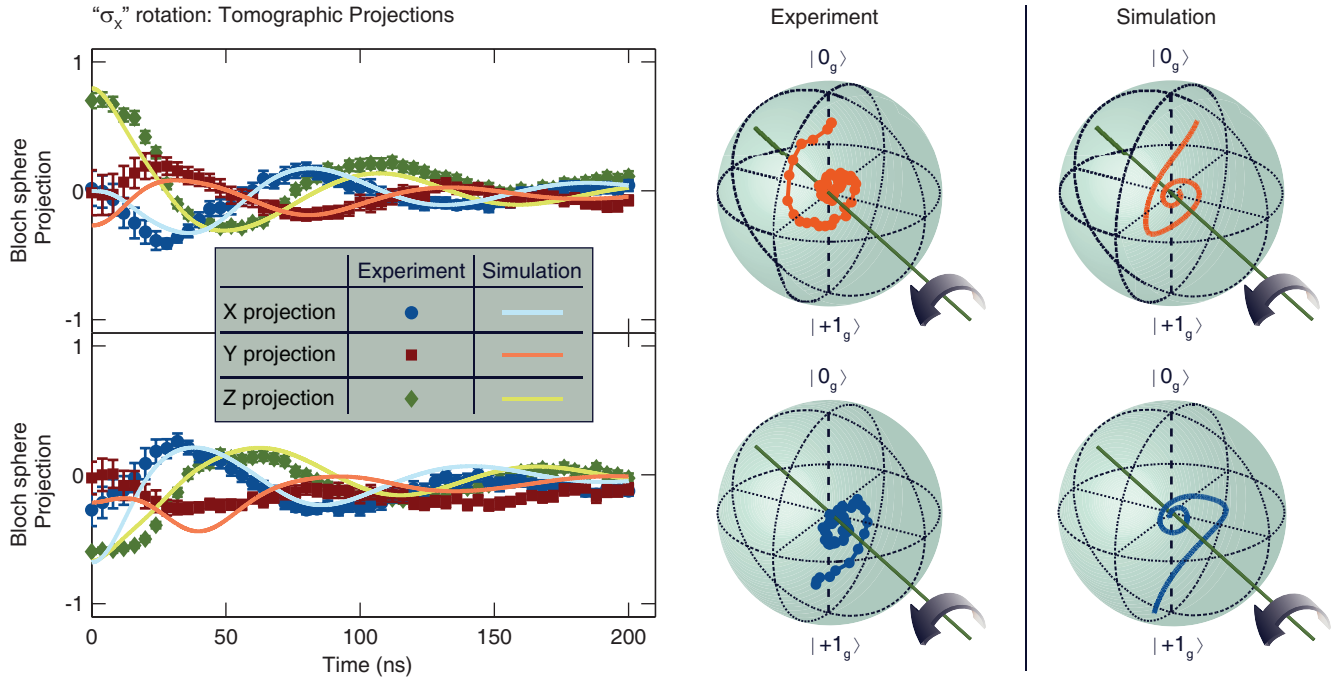 “σx” rotation: Tomographic Projections
Experiment
Simulation
|0g⟩
|0g⟩
1
0
-1
Bloch sphere
Projection
Experiment
Simulation
X projection
Y projection
Z projection
|+1g⟩
|+1g⟩
|0g⟩
|0g⟩
0
-1
Bloch sphere
Projection
0
50
100
150
200
Time (ns)
|+1g⟩
|+1g⟩